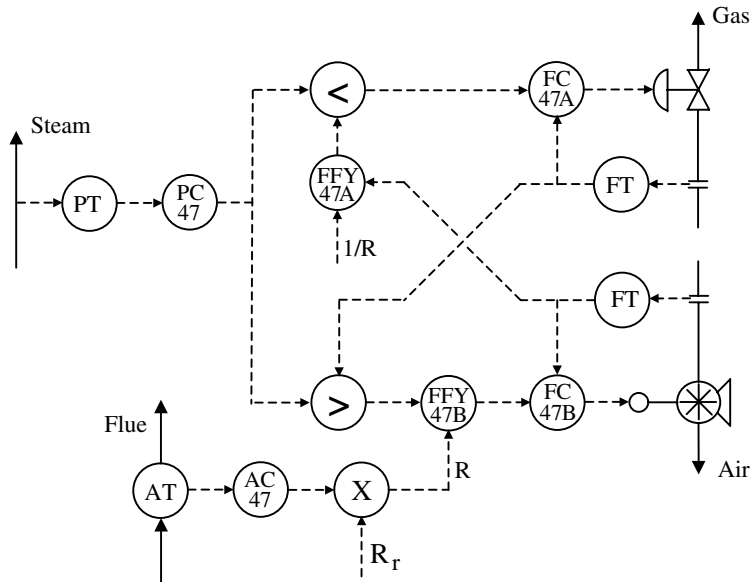 Gas
Steam
<
FC
47A
FFY
47A
PT
PC
47
FT
1/R
FT
>
FFY
47B
FC
47B
Flue
Air
AT
AC
47
X
R
Rr